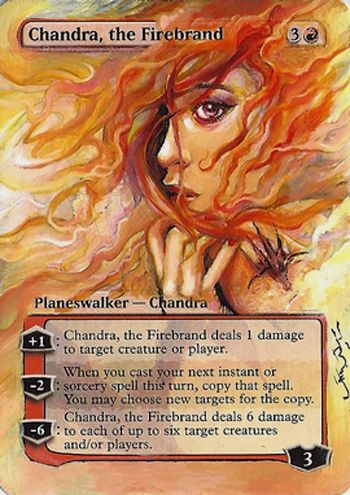 Chandra, the Firebrand 3
Planeswalker — Chandra
+1: Chandra, the Firebrand deals 1 damage
to target creature or player.
When you cast your next instant or
-2: sorcery spell this turn, copy that spell.
You may choose new targets for the copy.
Chandra, the Firebrand deals 6 damage
-6: to each of up to six target creatures
and/or players.
3